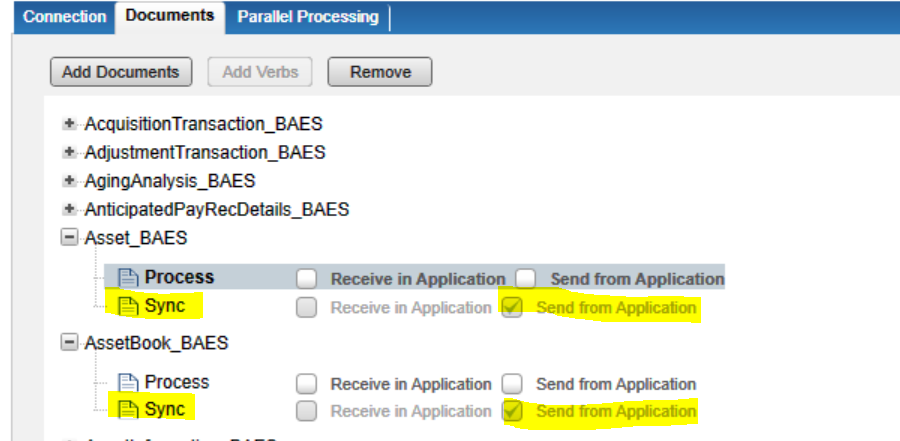 Connection Documents Parallel Processing
Add Documents Add Verbs Remove
AcquisitionTransaction_BAES
AdjustmentTransaction_BAES
AgingAnalysis_BAES
AnticipatedPayRecDetails_BAES
Asset_BAES
Process Receive in Application Send from Application
Sync Receive in Application Send from Application
AssetBook_BAES
Process Receive in Application Send from Application
Sync Receive in Application Send from Application